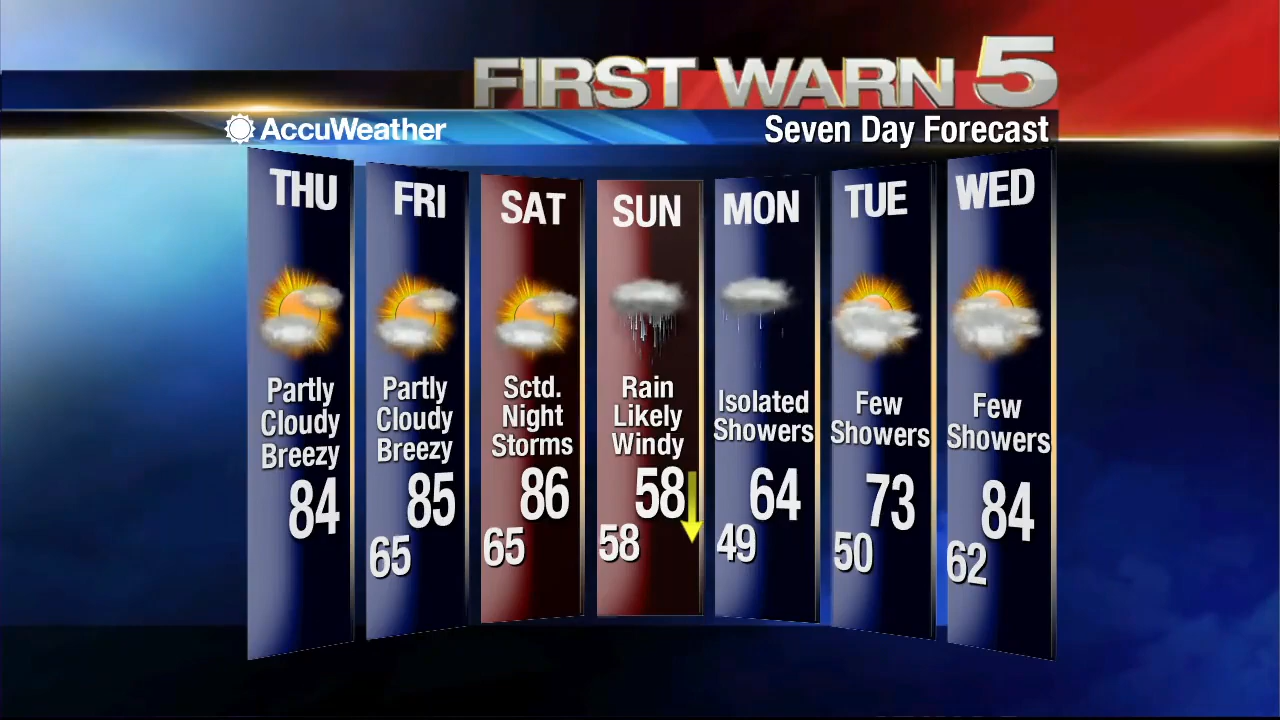 FIRST WARN 5
AccuWeather
Seven Day Forecast
THU
Partly
Cloudy
Breezy
84
FRI
Partly
Cloudy
Breezy
85
65
SAT
Sctd.
Night
Storms
86
65
SUN
Rain
Likely
Windy
58
58
MON
Isolated
Showers
64
49
TUE
Few
Showers
73
50
WED
Few
Showers
84
62